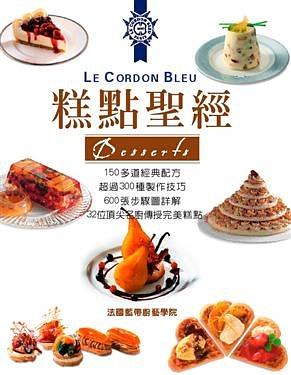 LE CORDON BLEU
糕點聖經
Desserts
150多道經典配方
超過300種製作技巧
600張步驟圖詳解
32位頂尖名廚傳授完美糕點
法國藍帶廚藝學院